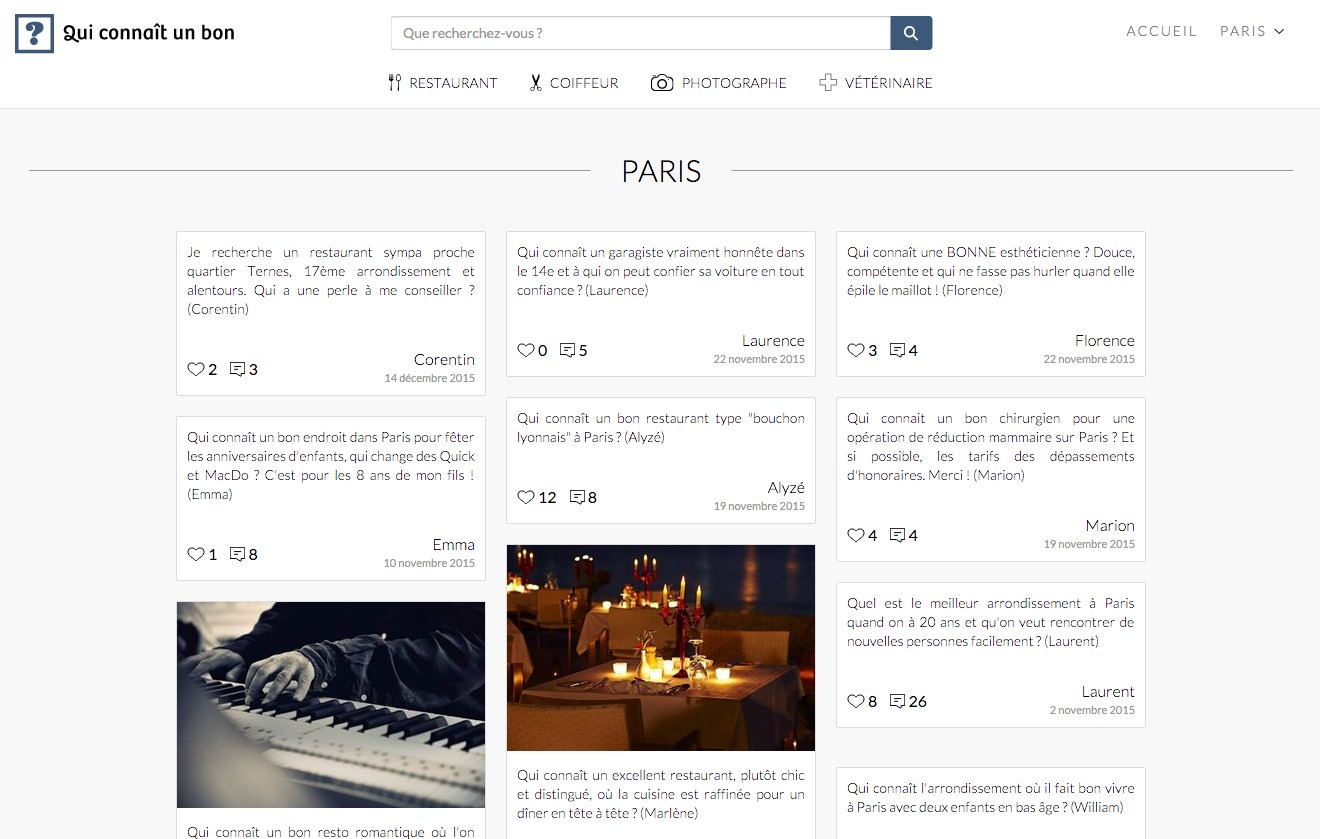 ?
Qui connaît un bon
Que recherchez-vous ?
ACCUEIL
PARIS
RESTAURANT
COIFFEUR
PHOTOGRAPHE
VÉTÉRINAIRE
PARIS
Je recherche un restaurant sympa proche
quartier Ternes, 17ème arrondissement et
alentours. Qui a une perle à me conseiller ?
(Corentin)
2 3
Corentin
14 décembre 2015
Qui connaît un bon endroit dans Paris pour fêter
les anniversaires d'enfants, qui change des Quick
et MacDo ? C'est pour les 8 ans de mon fils !
(Emma)
1 8
Emma
10 novembre 2015
Qui connaît un bon resto romantique où l'on
Qui connaît un garagiste vraiment honnête dans
le 14e et à qui on peut confier sa voiture en tout
confiance ? (Laurence)
0 5
Laurence
22 novembre 2015
Qui connaît un bon restaurant type "bouchon
lyonnais" à Paris ? (Alyzé)
12 8
Alyzé
19 novembre 2015
Qui connaît un excellent restaurant, plutôt chic
et distingué, où la cuisine est raffinée pour un
dîner en tête à tête ? (Marlène)
Qui connaît une BONNE esthéticienne ? Douce,
compétente et qui ne fasse pas hurler quand elle
épile le maillot ! (Florence)
3 4
Florence
22 novembre 2015
Qui connait un bon chirurgien pour une
opération de réduction mammaire sur Paris ? Et
si possible, les tarifs des dépassements
d'honoraires. Merci ! (Marion)
4 4
Marion
19 novembre 2015
Quel est le meilleur arrondissement à Paris
quand on à 20 ans et qu'on veut rencontrer de
nouvelles personnes facilement ? (Laurent)
8 26
Laurent
2 novembre 2015
Qui connaît l'arrondissement où il fait bon vivre
à Paris avec deux enfants en bas âge ? (William)